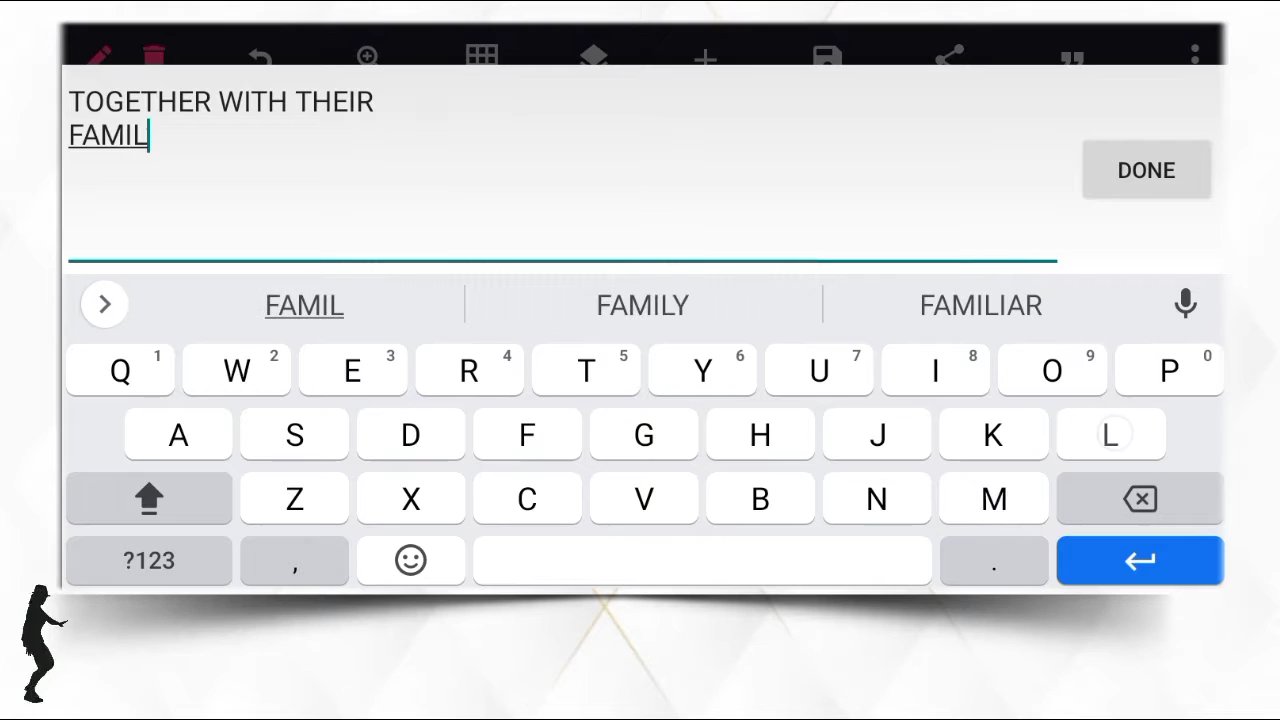 TOGETHER WITH THEIR
FAMIL
DONE
FAMIL FAMILY FAMILIAR
Q 1 W 2 E 3 R 4 T 5 Y 6 U 7 I 8 O 9 P 0
A S D F G H J K L
Z X C V B N M
?123 , .